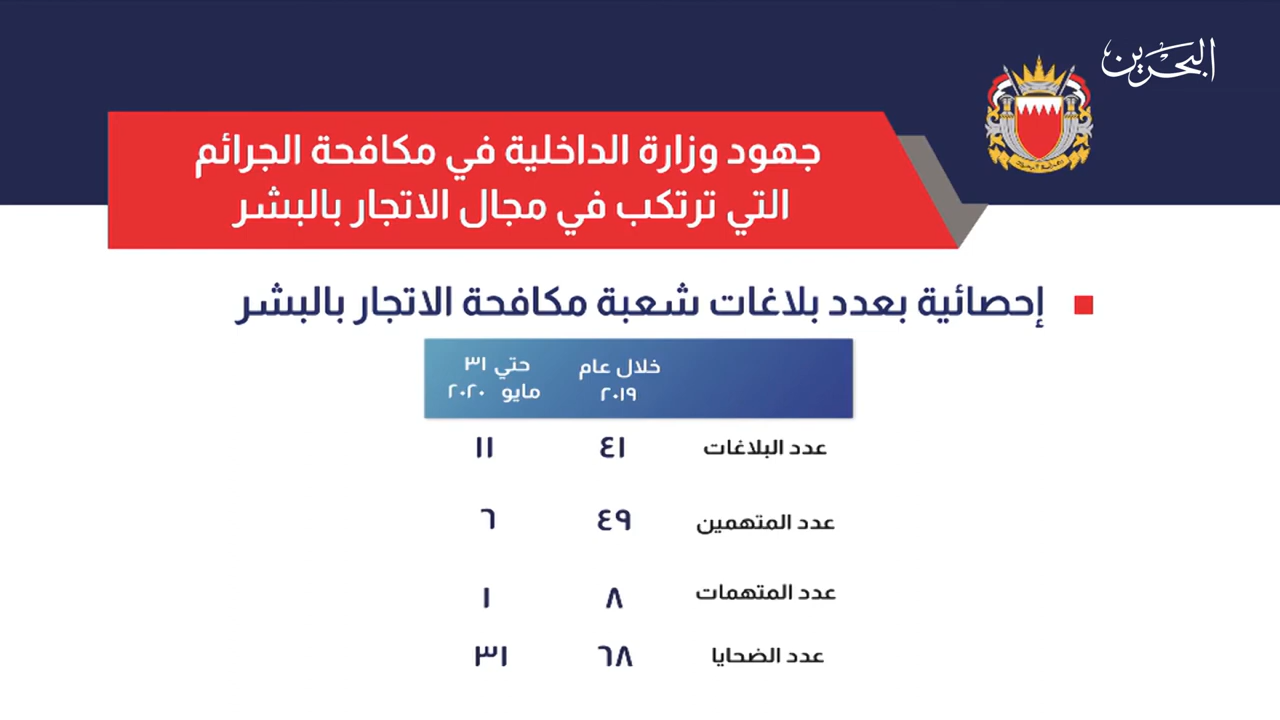 البحرين
جهود وزارة الداخلية في مكافحة الجرائم
التي ترتكب في مجال الاتجار بالبشر
إحصائية بعدد بلاغات شعبة مكافحة الاتجار بالبشر
خلال عام
٢٠١٩
حتي ٣١
مايو ٢٠٢٠
عدد البلاغات ٤١ ١١
عدد المتهمين ٤٩ ٦
عدد المتهمات ٨ ١
عدد الضحايا ٦٨ ٣١